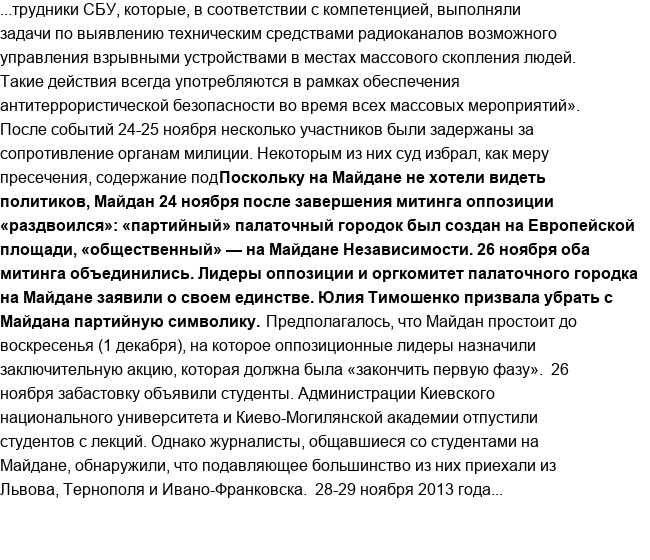 ...трудники СБУ, которые, в соответствии с компетенцией, выполняли
задачи по выявлению техническим средствами радиоканалов возможного
управления взрывными устройствами в местах массового скопления людей.
Такие действия всегда употребляются в рамках обеспечения
антитеррористической безопасности во время всех массовых мероприятий».
После событий 24-25 ноября несколько участников были задержаны за
сопротивление органам милиции. Некоторым из них суд избрал, как меру
пресечения, содержание подПоскольку на Майдане не хотели видеть
политиков, Майдан 24 ноября после завершения митинга оппозиции
«раздвоился»: «партийный» палаточный городок был создан на Европейской
площади, «общественный» — на Майдане Независимости. 26 ноября оба
митинга объединились. Лидеры оппозиции и оргкомитет палаточного городка
на Майдане заявили о своем единстве. Юлия Тимошенко призвала убрать с
Майдана партийную символику. Предполагалось, что Майдан простоит до
воскресенья (1 декабря), на которое оппозиционные лидеры назначили
заключительную акцию, которая должна была «закончить первую фазу». 26
ноября забастовку объявили студенты. Администрации Киевского
национального университета и Киево-Могилянской академии отпустили
студентов с лекций. Однако журналисты, общавшиеся со студентами на
Майдане, обнаружили, что подавляющее большинство из них приехали из
Львова, Тернополя и Ивано-Франковска. 28-29 ноября 2013 года...